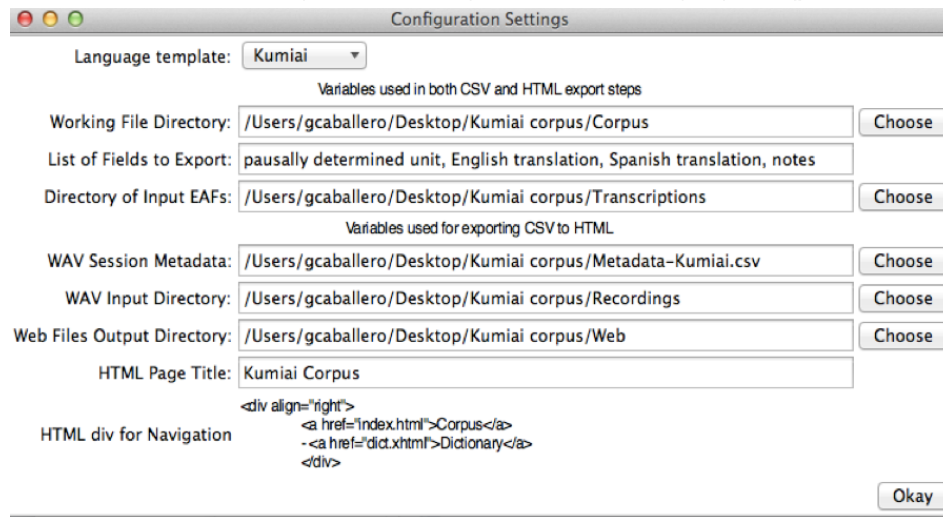 Configuration Settings
Language template: Kumiai
Variables used in both CSV and HTML export steps
Working File Directory: /Users/gcaballero/Desktop/Kumiai corpus/Corpus Choose
List of Fields to Export: pausally determined unit, English translation, Spanish translation, notes
Directory of Input EAFs: /Users/gcaballero/Desktop/Kumiai corpus/Transcriptions Choose
Variables used for exporting CSV to HTML
WAV Session Metadata: /Users/gcaballero/Desktop/Kumiai corpus/Metadata-Kumiai.csv Choose
WAV Input Directory: /Users/gcaballero/Desktop/Kumiai corpus/Recordings Choose
Web Files Output Directory: /Users/gcaballero/Desktop/Kumiai corpus/Web Choose
HTML Page Title: Kumiai Corpus
HTML div for Navigation
<div align="right">
<a href="index.html">Corpus</a>
-<a href="dict.xhtml">Dictionary</a>
</div>
Okay